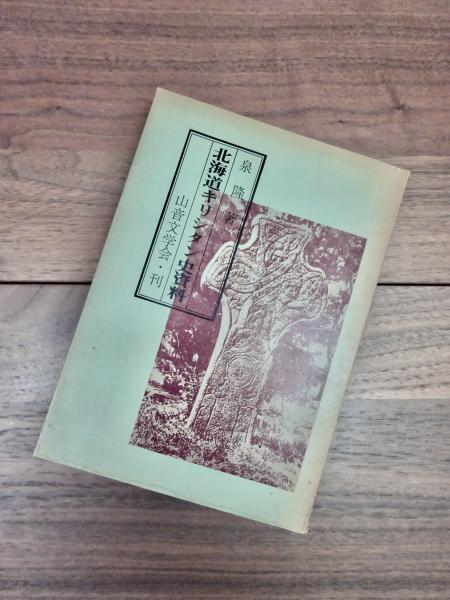 泉隆著
北海道キリシタン史資料
山音文学会・刊